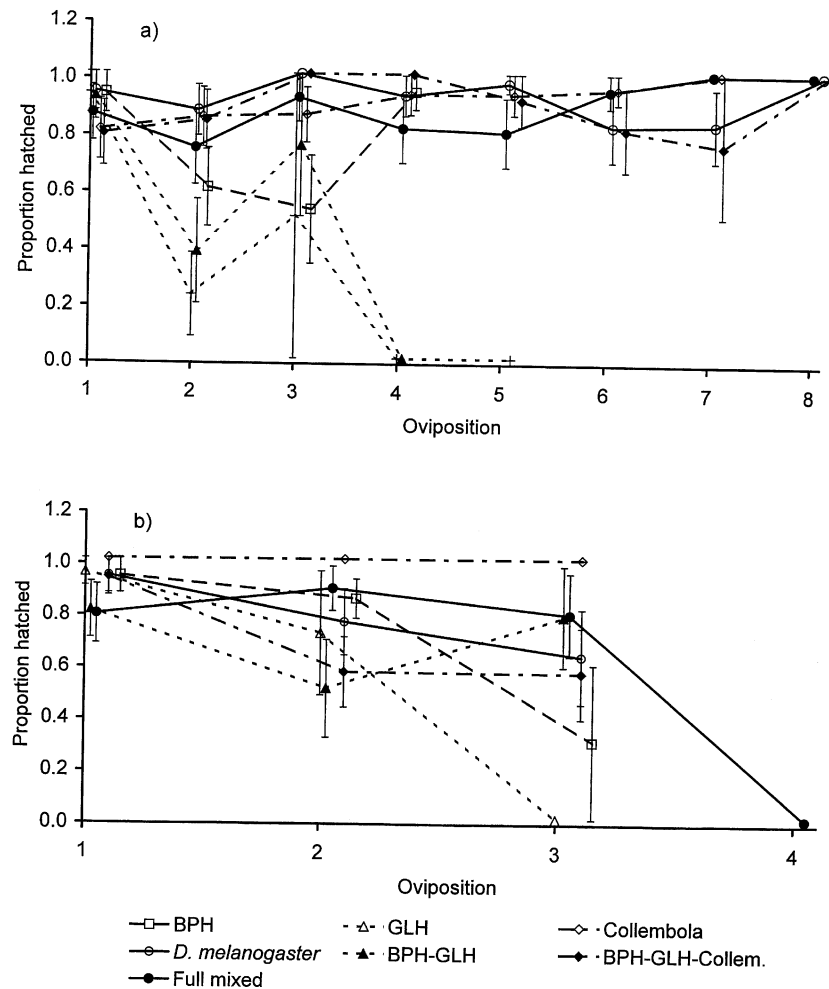 a)
1.2
1.0
0.8
0.6
0.4
0.2
0.0
Proportion hatched
1 2 3 4 5 6 7 8
Oviposition
b)
1.2
1.0
0.8
0.6
0.4
0.2
0.0
Proportion hatched
1 2 3 4
Oviposition
BPH GLH Collembola
D. melanogaster BPH-GLH BPH-GLH-Collem.
Full mixed